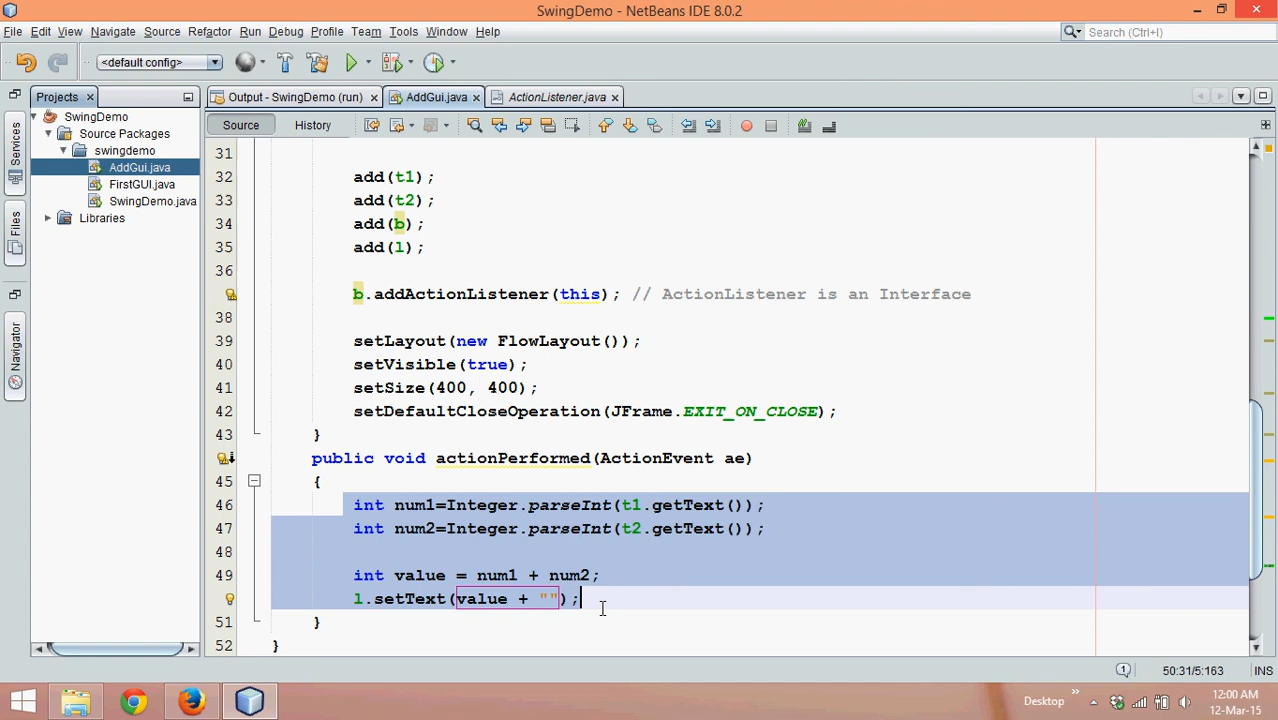 SwingDemo - NetBeans IDE 8.0.2
File Edit View Navigate Source Refactor Run Debug Profile Team Tools Window Help
Search (Ctrl+I)
<default config>
Projects
Output - SwingDemo (run)
AddGui.java
ActionListener.java
Source
History
Services
Files
Navigator
SwingDemo
Source Packages
swingdemo
AddGui.java
FirstGUI.java
SwingDemo.java
Libraries
31
32 add(t1);
33 add(t2);
34 add(b);
35 add(l);
36
b.addActionListener(this); // ActionListener is an Interface
38
39 setLayout(new FlowLayout());
40 setVisible(true);
41 setSize(400, 400);
42 setDefaultCloseOperation(JFrame.EXIT_ON_CLOSE);
43 }
public void actionPerformed(ActionEvent ae)
45 {
46 int num1=Integer.parseInt(t1.getText());
47 int num2=Integer.parseInt(t2.getText());
48
49 int value = num1 + num2;
l.setText(value + "");
51 }
52 }
1
50:31/5:163
INS
Desktop
12:00 AM
12-Mar-15